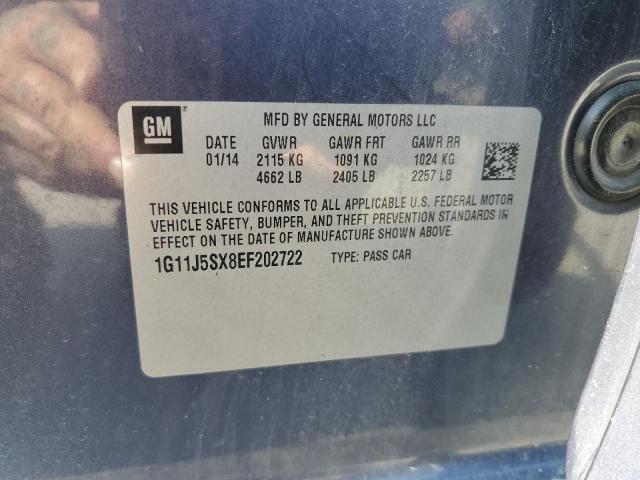 GM ® MFD BY GENERAL MOTORS LLC
DATE GVWR GAWR FRT GAWR RR
01/14 2115 KG 1091 KG 1024 KG
4662 LB 2405 LB 2257 LB
THIS VEHICLE CONFORMS TO ALL APPLICABLE U.S. FEDERAL MOTOR
VEHICLE SAFETY, BUMPER, AND THEFT PREVENTION STANDARDS IN
EFFECT ON THE DATE OF MANUFACTURE SHOWN ABOVE.
1G11J5SX8EF202722 TYPE: PASS CAR